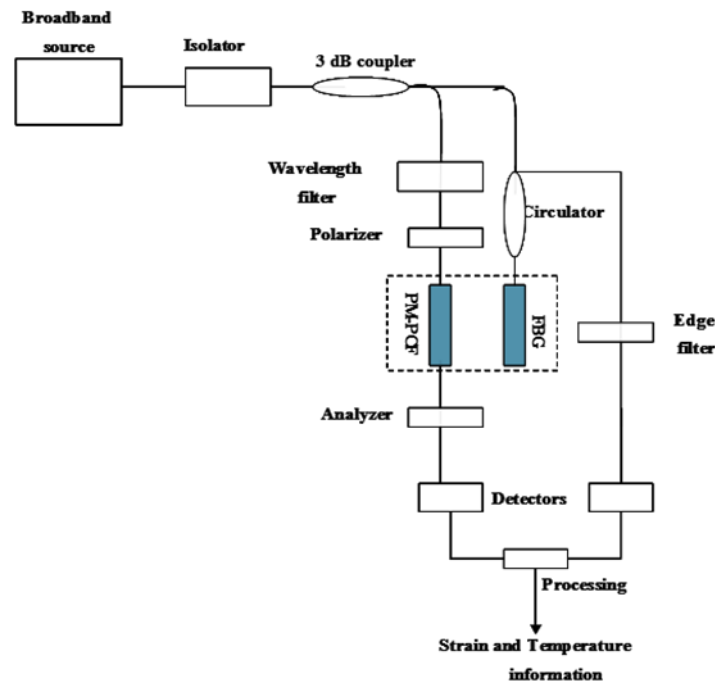 Broadband
source
Isolator
3 dB coupler
Wavelength
filter
Circulator
Polarizer
PM-PCF
FBG
Edge
filter
Analyzer
Detectors
Processing
Strain and Temperature
information